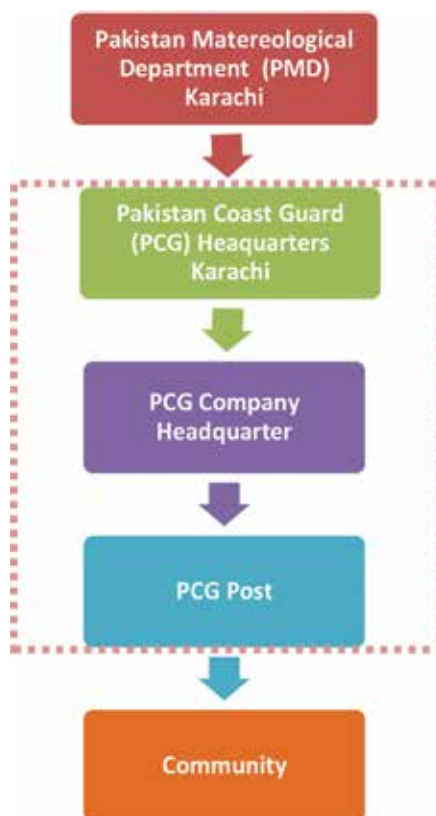 Pakistan Matereological
Department (PMD)
Karachi
Pakistan Coast Guard
(PCG) Heaquarters
Karachi
PCG Company
Headquarter
PCG Post
Community